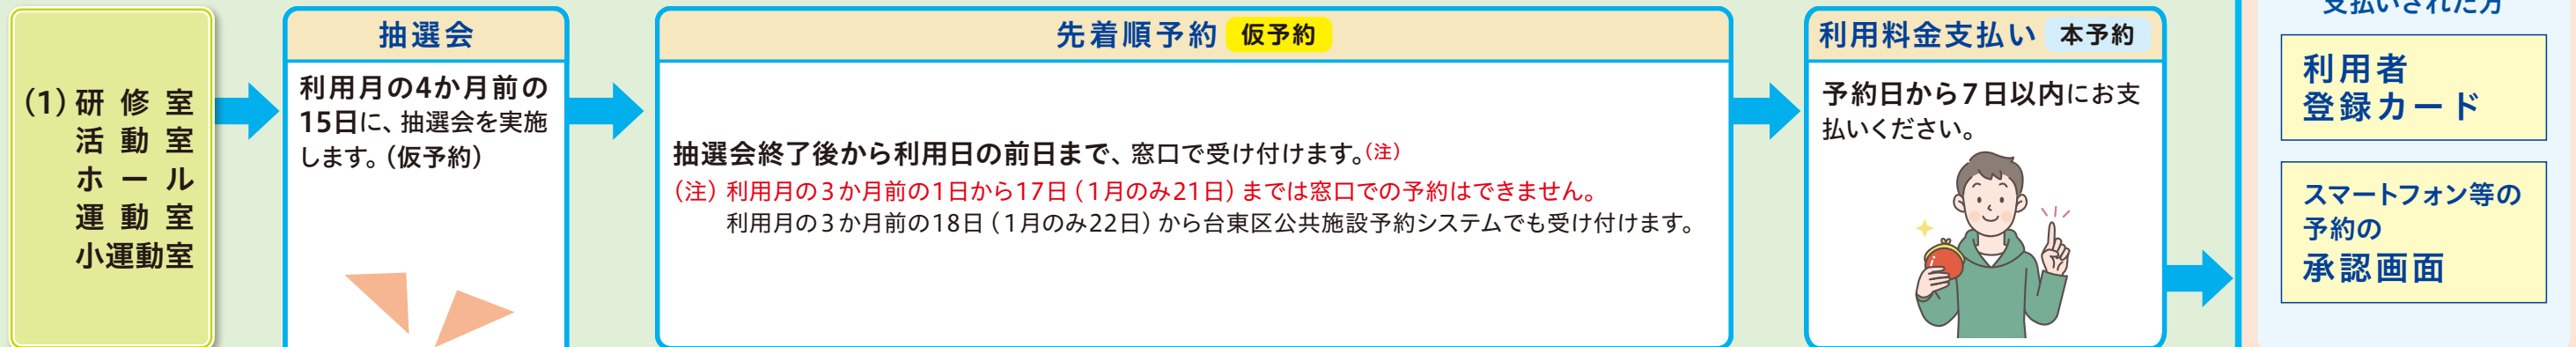 (1)研修室
活動室
ホール
運動室
小運動室
抽選会
利用月の4か月前の
15日に、抽選会を実施
します。(仮予約)
先着順予約 仮予約
抽選会終了後から利用日の前日まで、窓口で受け付けます。(注)
(注)利用月の3か月前の1日から17日(1月のみ21日)までは窓口での予約はできません。
利用月の3か月前の18日(1月のみ22日)から台東区公共施設予約システムでも受け付けます。
利用料金支払い 本予約
予約日から7日以内にお支
払いください。
支払いされた方
利用者
登録カード
スマートフォン等の
予約の
承認画面